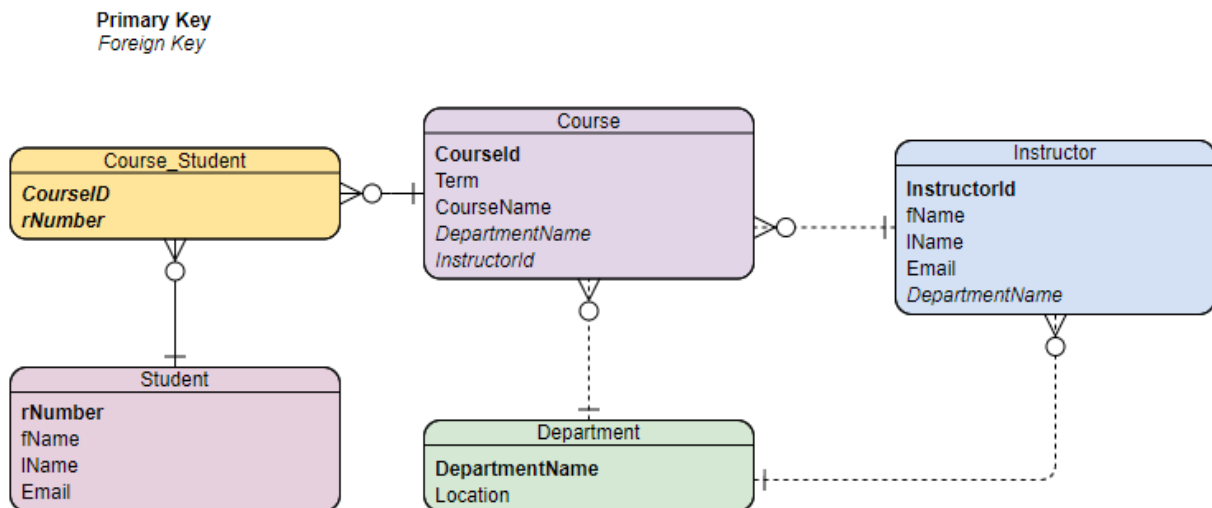 Primary Key
Foreign Key
Course_Student
CourseID
rNumber
Course
CourseId
Term
CourseName
DepartmentName
InstructorId
Instructor
InstructorId
fName
lName
Email
DepartmentName
Student
rNumber
fName
lName
Email
Department
DepartmentName
Location